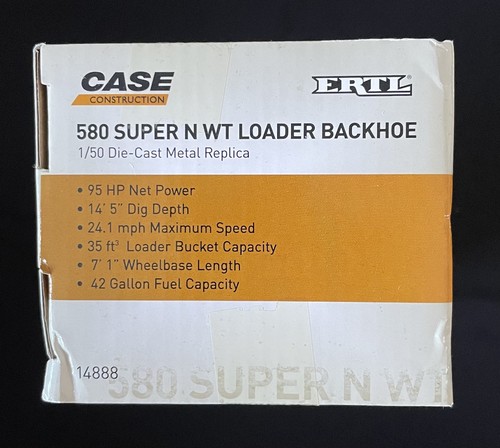 CASE
CONSTRUCTION
ERTL®
580 SUPER N WT LOADER BACKHOE
1/50 Die-Cast Metal Replica
• 95 HP Net Power
• 14' 5" Dig Depth
• 24.1 mph Maximum Speed
• 35 ft³ Loader Bucket Capacity
• 7' 1" Wheelbase Length
• 42 Gallon Fuel Capacity
14888
580 SUPER N WT